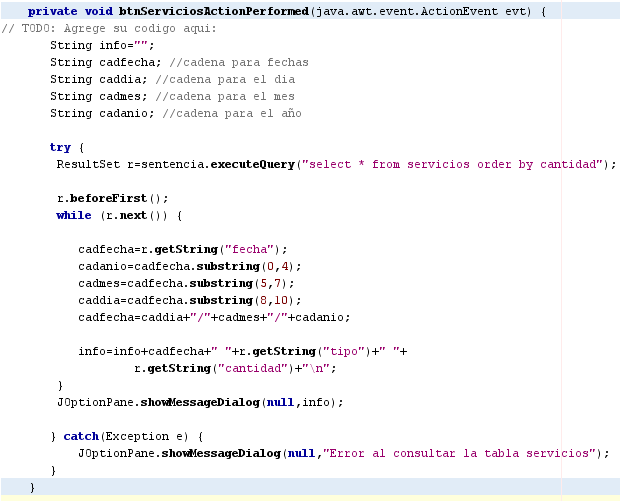 private void btnServiciosActionPerformed(java.awt.event.ActionEvent evt) {
// TODO: Agrege su codigo aqui:
String info="";
String cadfecha; //cadena para fechas
String caddia; //cadena para el dia
String cadmes; //cadena para el mes
String cadanio; //cadena para el año
try {
ResultSet r=sentencia.executeQuery("select * from servicios order by cantidad");
r.beforeFirst();
while (r.next()) {
cadfecha=r.getString("fecha");
cadanio=cadfecha.substring(0,4);
cadmes=cadfecha.substring(5,7);
caddia=cadfecha.substring(8,10);
cadfecha=caddia+"/"+cadmes+"/"+cadanio;
info=info+cadfecha+" "+r.getString("tipo")+" "+
r.getString("cantidad")+"\n";
}
JOptionPane.showMessageDialog(null,info);
} catch(Exception e) {
JOptionPane.showMessageDialog(null,"Error al consultar la tabla servicios");
}
}